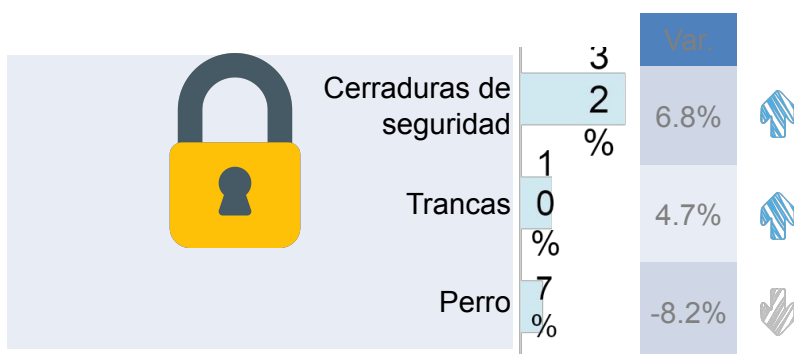 Var.
Cerraduras de
seguridad
3
2
%
6.8%
Trancas
1
0
%
4.7%
Perro
7
%
-8.2%